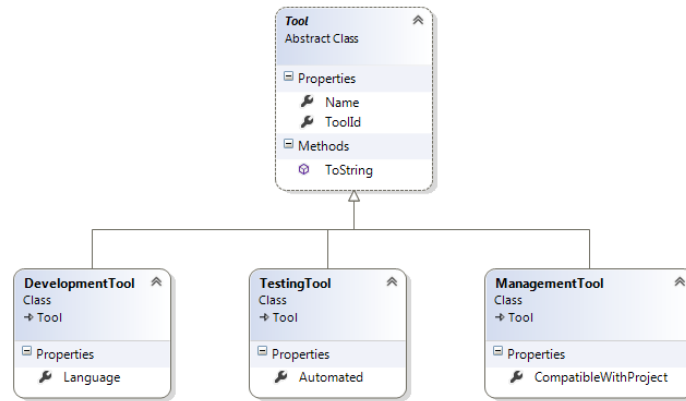 Tool
Abstract Class
Properties
Name
ToolId
Methods
ToString
DevelopmentTool
Class
Tool
Properties
Language
TestingTool
Class
Tool
Properties
Automated
ManagementTool
Class
Tool
Properties
CompatibleWithProject